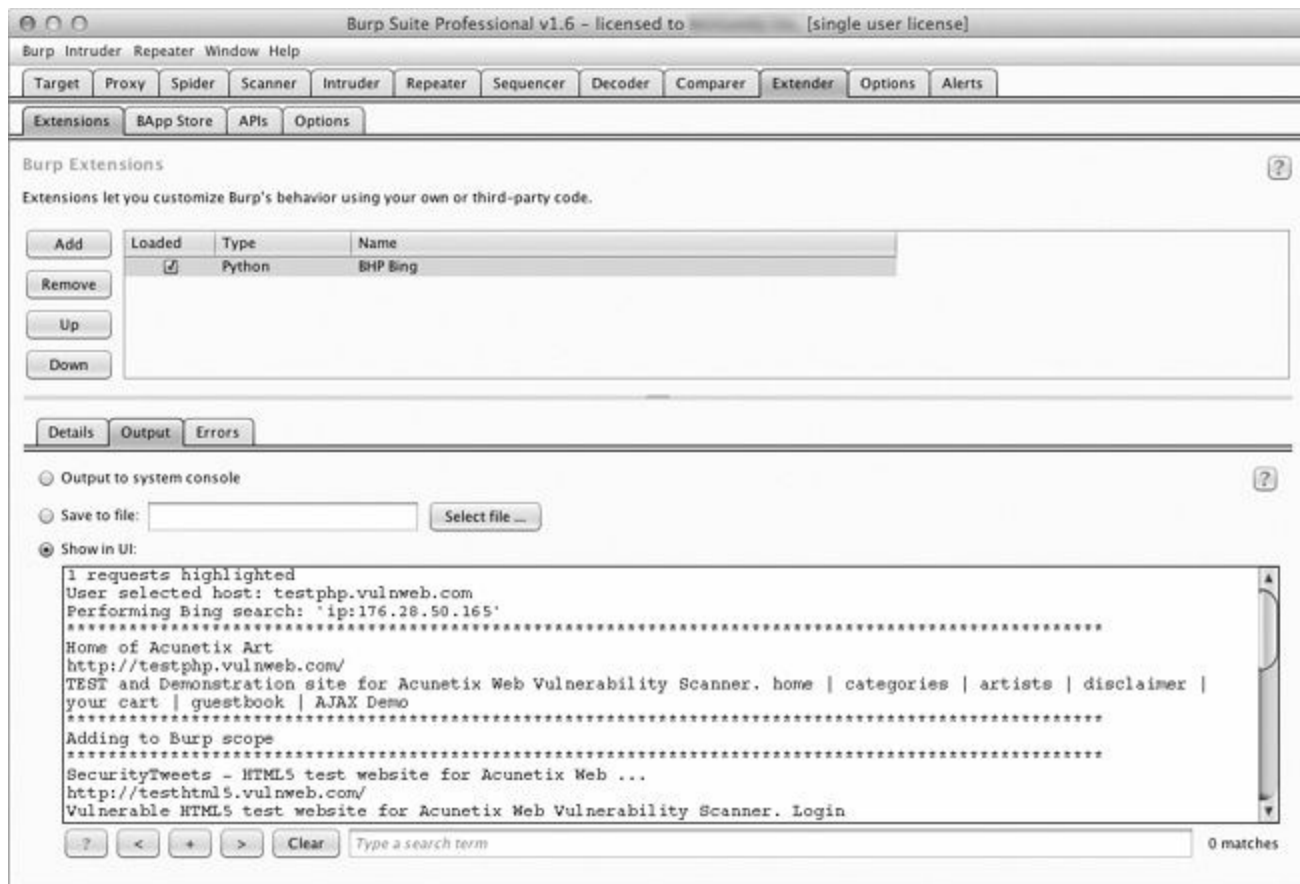 Burp Suite Professional v1.6 – licensed to [single user license]
Burp Intruder Repeater Window Help
Target Proxy Spider Scanner Intruder Repeater Sequencer Decoder Comparer Extender Options Alerts
Extensions BApp Store APIs Options
Burp Extensions
?
Extensions let you customize Burp's behavior using your own or third-party code.
Add
Loaded Type Name
Python BHP Bing
Remove
Up
Down
Details Output Errors
Output to system console
?
Save to file: Select file ...
Show in UI:
1 requests highlighted
User selected host: testphp.vulnweb.com
Performing Bing search: 'ip:176.28.50.165'
****************************************************************************************************
Home of Acunetix Art
http://testphp.vulnweb.com/
TEST and Demonstration site for Acunetix Web Vulnerability Scanner. home | categories | artists | disclaimer |
your cart | guestbook | AJAX Demo
****************************************************************************************************
Adding to Burp scope
****************************************************************************************************
SecurityTweets - HTML5 test website for Acunetix Web ...
http://testhtml5.vulnweb.com/
Vulnerable HTML5 test website for Acunetix Web Vulnerability Scanner. Login
? < + > Clear Type a search term 0 matches